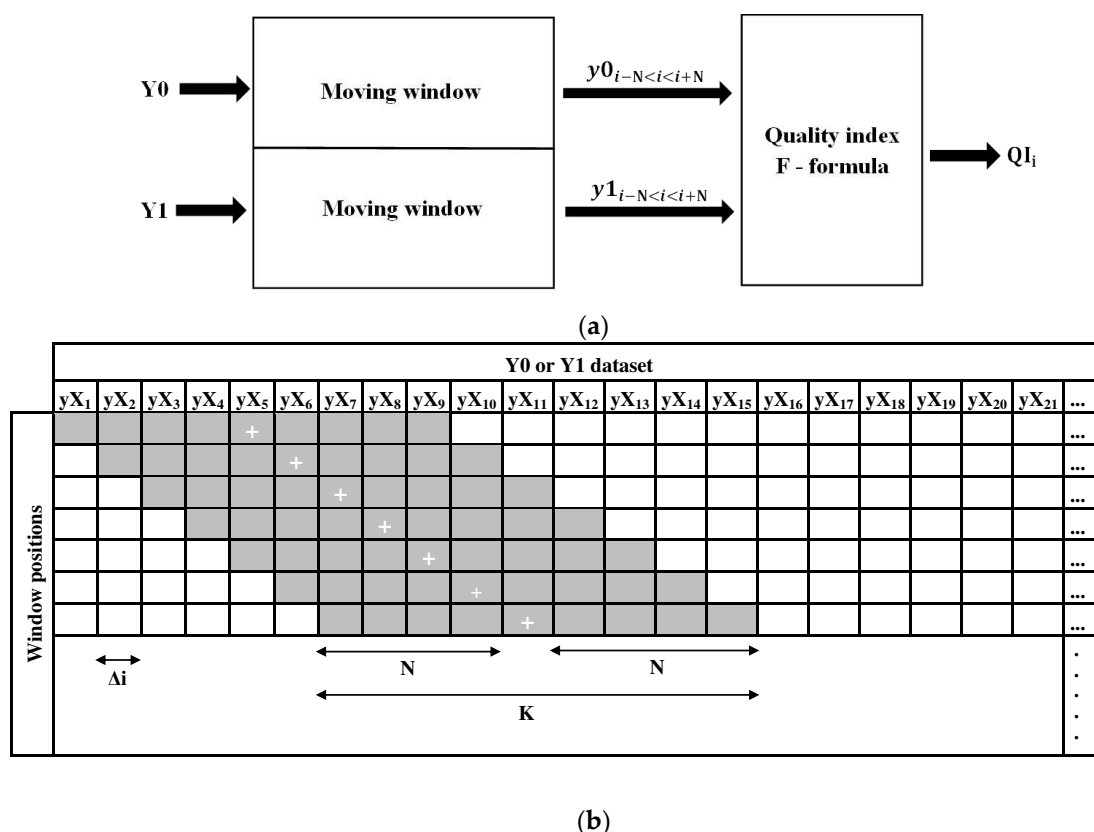 Y0
Moving window
y0ᵢ₋N<i<i+N
Y1
Moving window
y1ᵢ₋N<i<i+N
Quality index
F - formula
QIᵢ
(a)
Y0 or Y1 dataset
yX₁ yX₂ yX₃ yX₄ yX₅ yX₆ yX₇ yX₈ yX₉ yX₁₀ yX₁₁ yX₁₂ yX₁₃ yX₁₄ yX₁₅ yX₁₆ yX₁₇ yX₁₈ yX₁₉ yX₂₀ yX₂₁ ...
Window positions
+ ...
+ ...
+ ...
+ ...
+ ...
+ ...
+ ...
Δi
N N
K
.
.
.
.
.
(b)